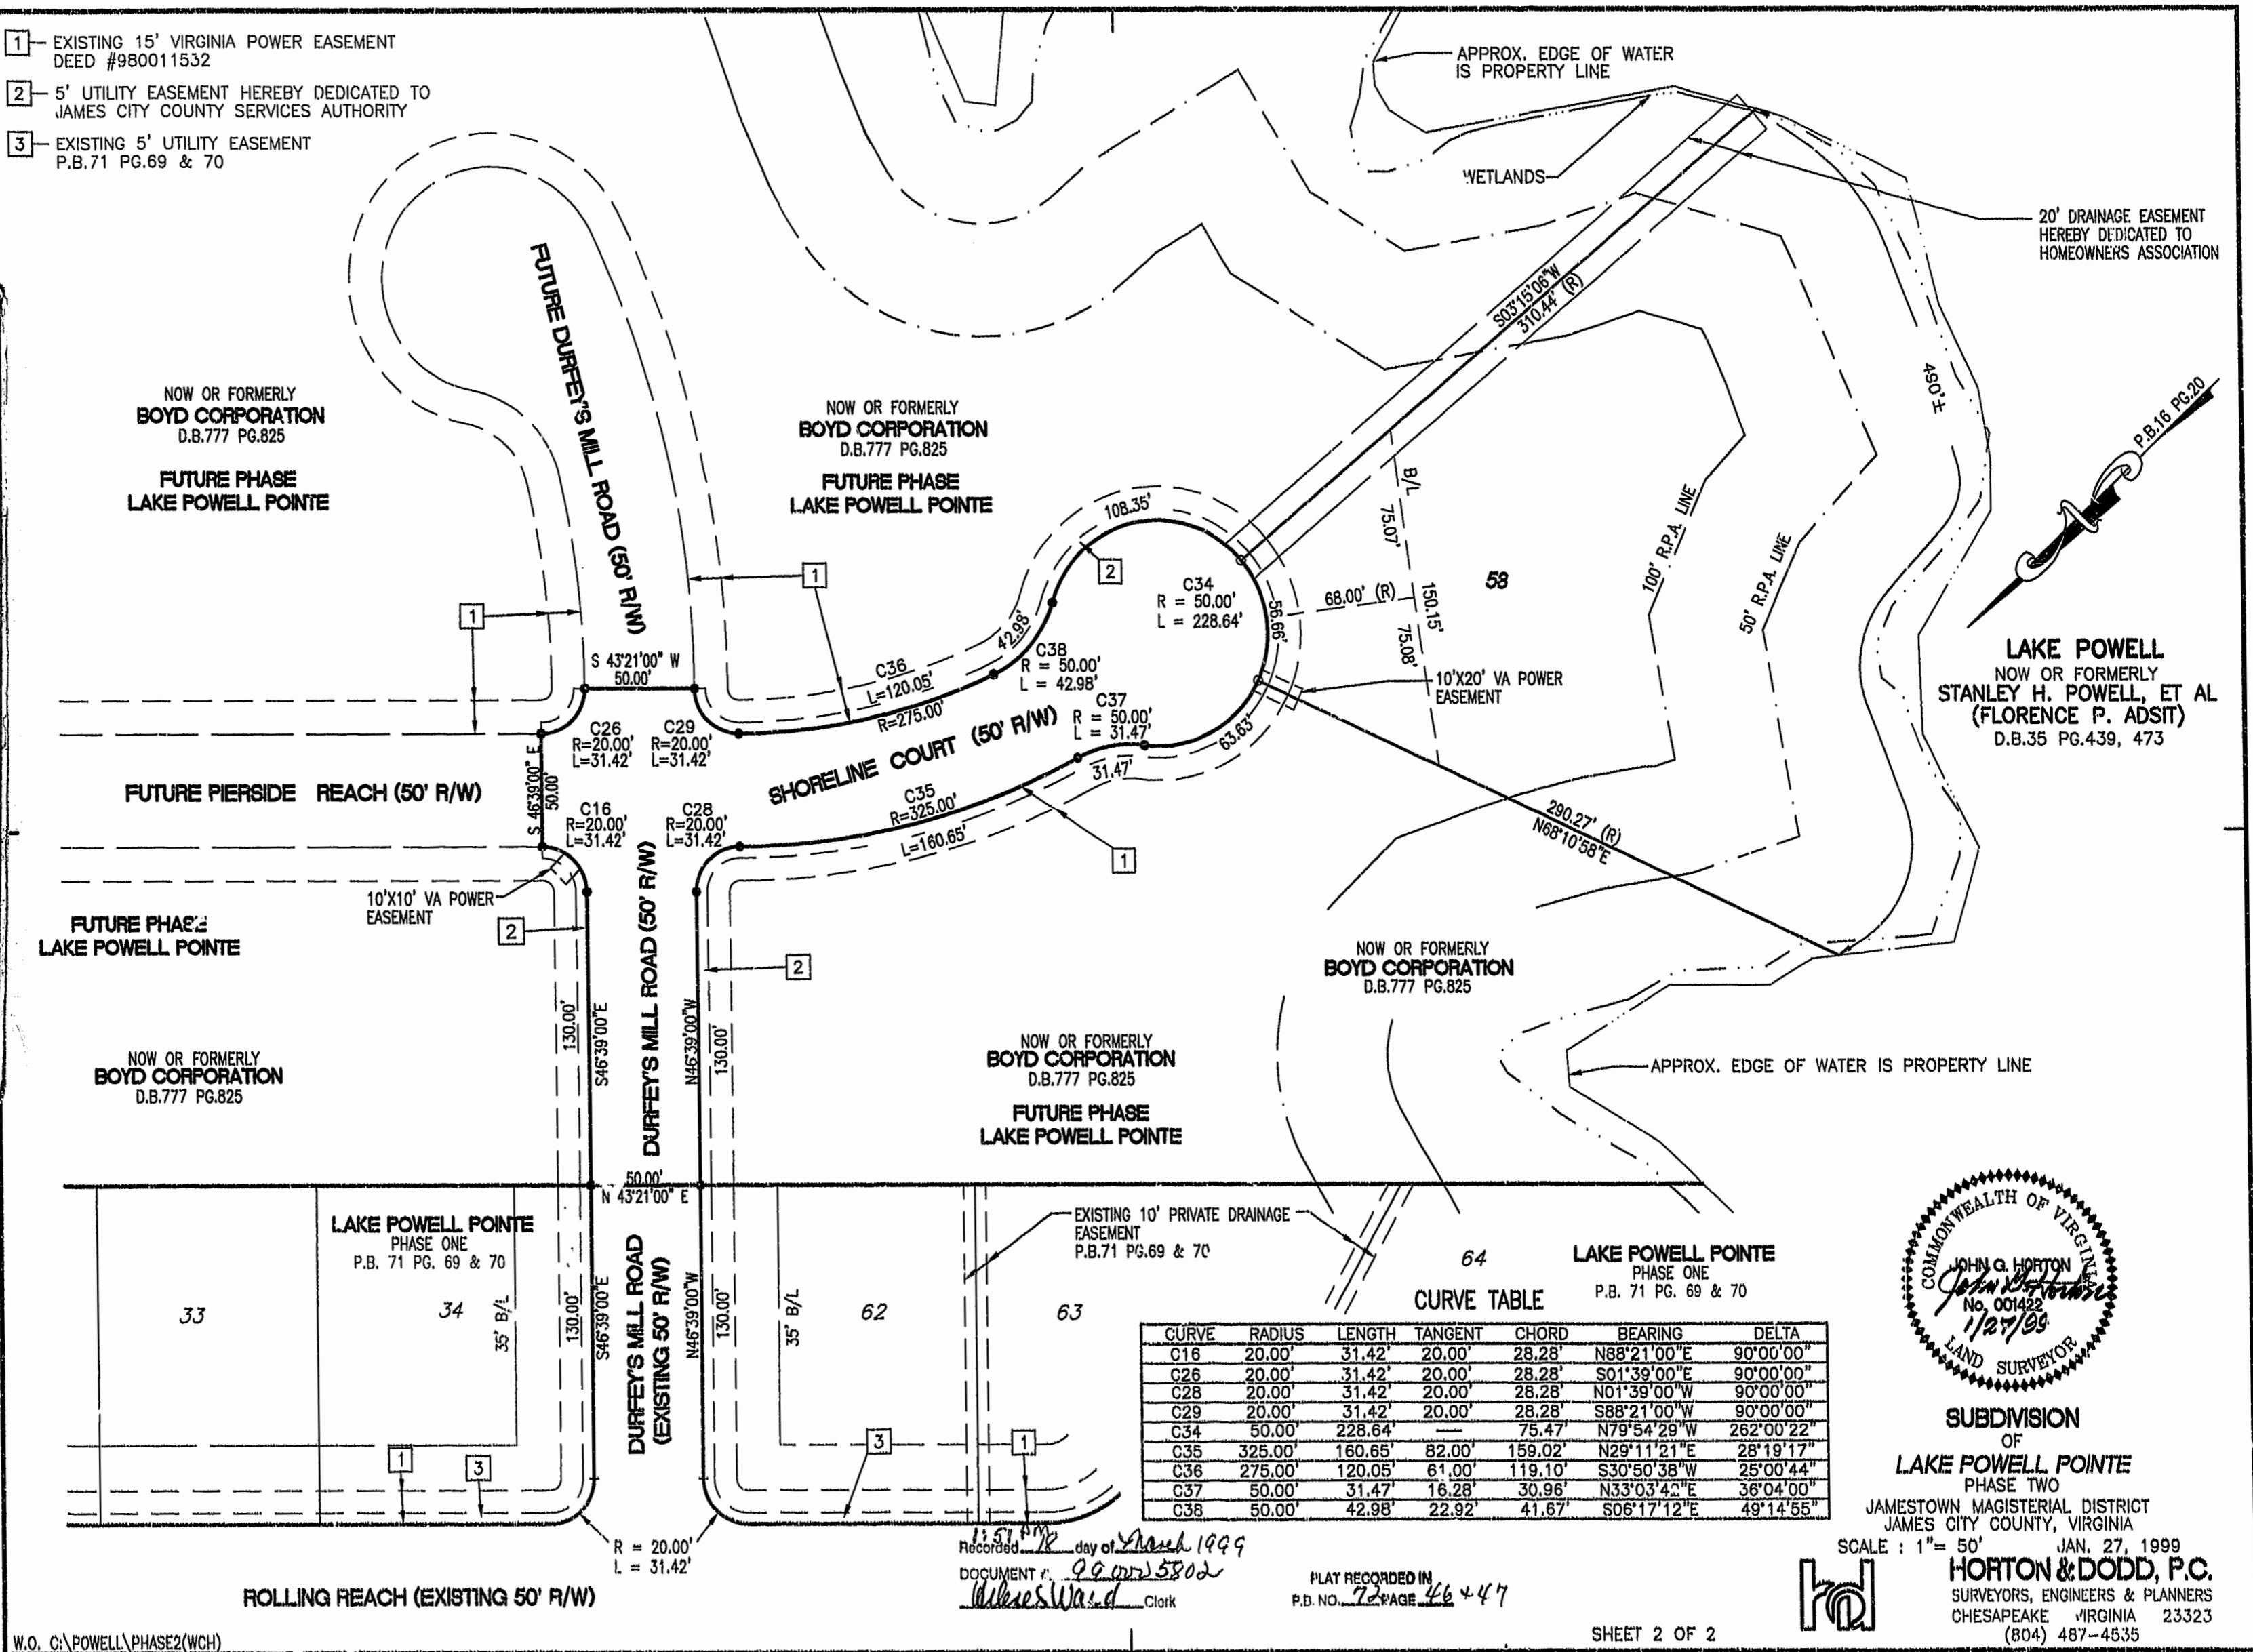 1 EXISTING 15' VIRGINIA POWER EASEMENT
DEED #980011532
2 5' UTILITY EASEMENT HEREBY DEDICATED TO
JAMES CITY COUNTY SERVICES AUTHORITY
3 EXISTING 5' UTILITY EASEMENT
P.B.71 PG.69 & 70
APPROX. EDGE OF WATER
IS PROPERTY LINE
WETLANDS
20' DRAINAGE EASEMENT
HEREBY DEDICATED TO
HOMEOWNERS ASSOCIATION
S03°15'06"W
310.44' (R)
450'±
P.B.16 PG.20
FUTURE DURFEY'S MILL ROAD (50' R/W)
NOW OR FORMERLY
BOYD CORPORATION
D.B.777 PG.825
FUTURE PHASE
LAKE POWELL POINTE
NOW OR FORMERLY
BOYD CORPORATION
D.B.777 PG.825
FUTURE PHASE
LAKE POWELL POINTE
1
1
2
108.35'
C34
R = 50.00'
L = 228.64'
56.66'
68.00' (R)
B/L
75.07'
150.15'
75.08'
58
100' R.P.A. LINE
50' R.P.A. LINE
LAKE POWELL
NOW OR FORMERLY
STANLEY H. POWELL, ET AL
(FLORENCE P. ADSIT)
D.B.35 PG.439, 473
S 43°21'00" W
50.00'
C36
L=120.05'
R=275.00'
42.98'
C38
R = 50.00'
L = 42.98'
C37
R = 50.00'
L = 31.47'
31.47'
63.63'
10'X20' VA POWER
EASEMENT
C26
R=20.00'
L=31.42'
C29
R=20.00'
L=31.42'
S 46°39'00" E
50.00'
FUTURE PIERSIDE REACH (50' R/W)
SHORELINE COURT (50' R/W)
C16
R=20.00'
L=31.42'
C28
R=20.00'
L=31.42'
C35
R=325.00'
L=160.65'
1
290.27' (R)
N68°10'58"E
10'X10' VA POWER
EASEMENT
2
2
FUTURE PHASE
LAKE POWELL POINTE
NOW OR FORMERLY
BOYD CORPORATION
D.B.777 PG.825
130.00'
S46°39'00"E
DURFEY'S MILL ROAD (50' R/W)
N46°39'00"W
130.00'
NOW OR FORMERLY
BOYD CORPORATION
D.B.777 PG.825
FUTURE PHASE
LAKE POWELL POINTE
NOW OR FORMERLY
BOYD CORPORATION
D.B.777 PG.825
APPROX. EDGE OF WATER IS PROPERTY LINE
50.00'
N 43°21'00" E
LAKE POWELL POINTE
PHASE ONE
P.B. 71 PG. 69 & 70
33
34
35' B/L
130.00'
S46°39'00"E
DURFEY'S MILL ROAD
(EXISTING 50' R/W)
N46°39'00"W
130.00'
35' B/L
62
63
EXISTING 10' PRIVATE DRAINAGE
EASEMENT
P.B.71 PG.69 & 70
64
LAKE POWELL POINTE
PHASE ONE
P.B. 71 PG. 69 & 70
1
3
3
1
R = 20.00'
L = 31.42'
ROLLING REACH (EXISTING 50' R/W)
CURVE TABLE
CURVE RADIUS LENGTH TANGENT CHORD BEARING DELTA
C16 20.00' 31.42' 20.00' 28.28' N88°21'00"E 90°00'00"
C26 20.00' 31.42' 20.00' 28.28' S01°39'00"E 90°00'00"
C28 20.00' 31.42' 20.00' 28.28' N01°39'00"W 90°00'00"
C29 20.00' 31.42' 20.00' 28.28' S88°21'00"W 90°00'00"
C34 50.00' 228.64' — 75.47' N79°54'29"W 262°00'22"
C35 325.00' 160.65' 82.00' 159.02' N29°11'21"E 28°19'17"
C36 275.00' 120.05' 61.00' 119.10' S30°50'38"W 25°00'44"
C37 50.00' 31.47' 16.28' 30.96' 36°04'00"
C38 50.00' 42.98' 22.92' 41.67' S06°17'12"E 49°14'55"
COMMONWEALTH OF VIRGINIA
JOHN G. HORTON
John G. Horton
No. 001422
1/27/99
LAND SURVEYOR
SUBDIVISION
OF
LAKE POWELL POINTE
PHASE TWO
JAMESTOWN MAGISTERIAL DISTRICT
JAMES CITY COUNTY, VIRGINIA
SCALE : 1"= 50' JAN. 27, 1999
hd
HORTON & DODD, P.C.
SURVEYORS, ENGINEERS & PLANNERS
CHESAPEAKE VIRGINIA 23323
(804) 487-4535
1:51 PM
Recorded 18 day of March 1999
DOCUMENT #. 990005802
Ward Clerk
PLAT RECORDED IN
P.B. NO. 72 PAGE 46 + 47
SHEET 2 OF 2
W.O. C:\POWELL\PHASE2(WCH)